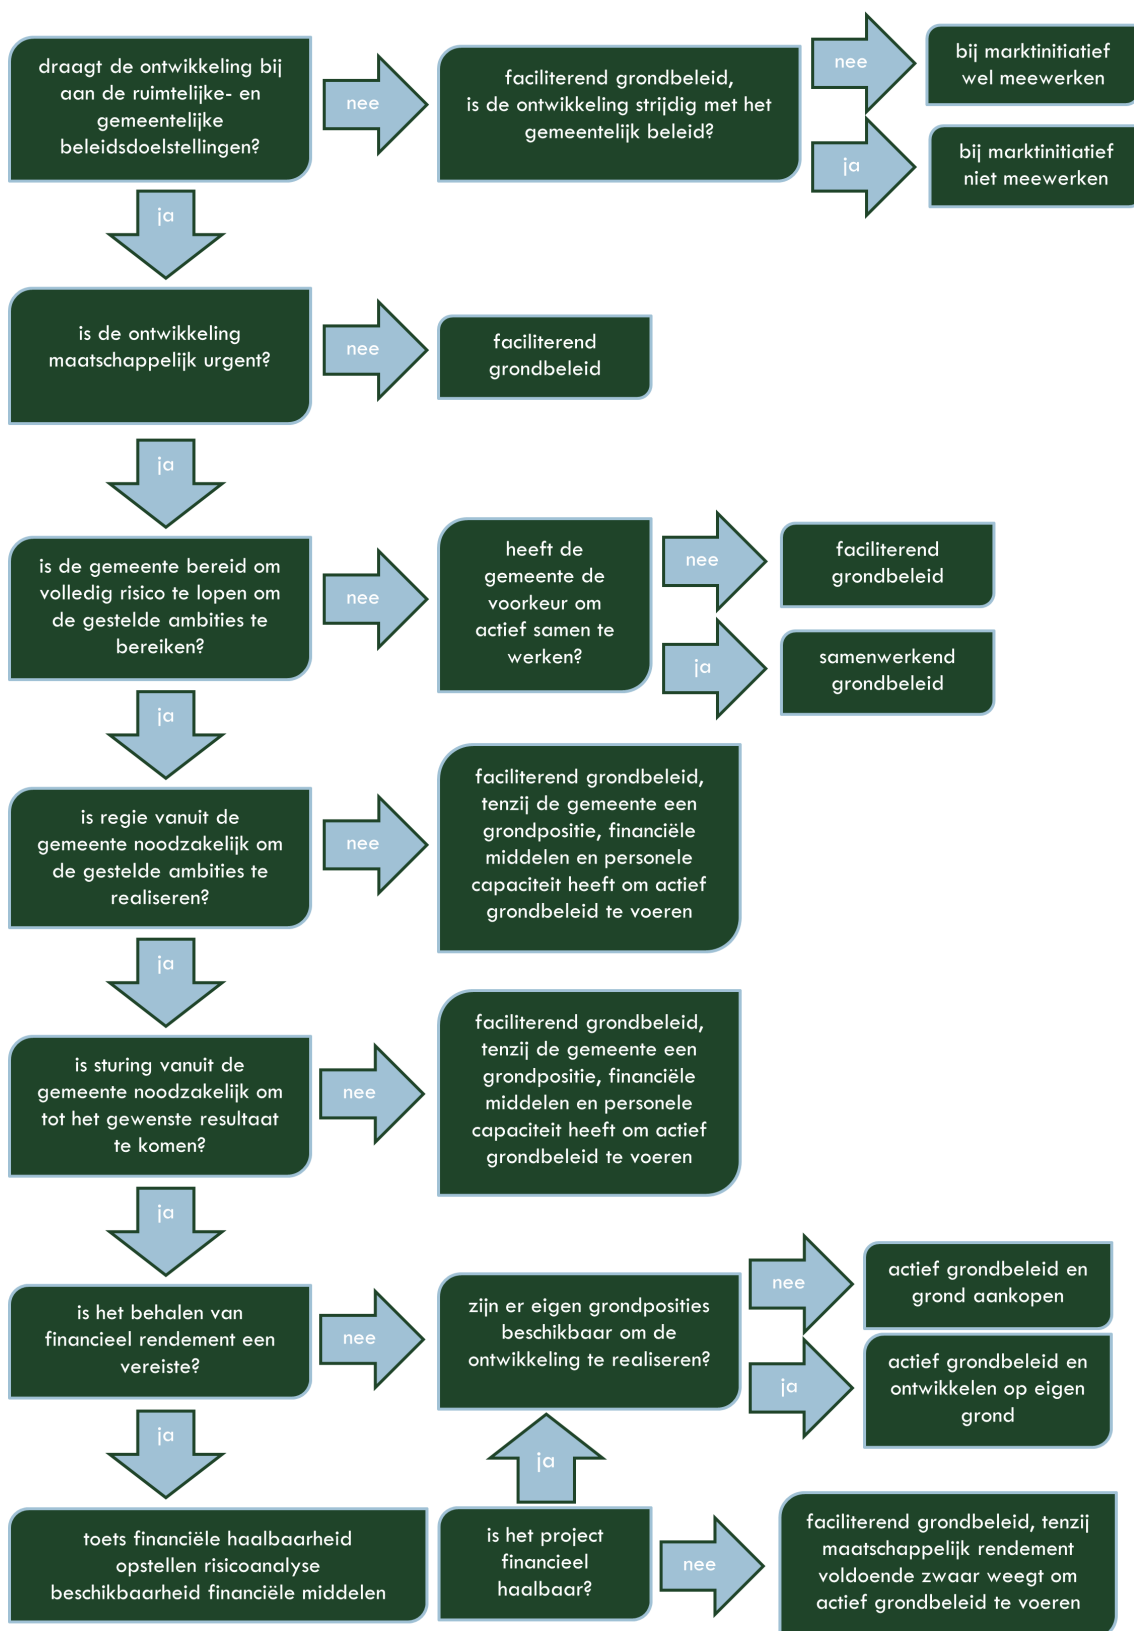 draagt de ontwikkeling bij
aan de ruimtelijke- en
gemeentelijke
beleidsdoelstellingen?
nee
faciliterend grondbeleid,
is de ontwikkeling strijdig met het
gemeentelijk beleid?
nee
bij marktinitiatief
wel meewerken
ja
bij marktinitiatief
niet meewerken
ja
is de ontwikkeling
maatschappelijk urgent?
nee
faciliterend
grondbeleid
ja
is de gemeente bereid om
volledig risico te lopen om
de gestelde ambities te
bereiken?
nee
heeft de
gemeente de
voorkeur om
actief samen te
werken?
nee
faciliterend
grondbeleid
ja
samenwerkend
grondbeleid
ja
is regie vanuit de
gemeente noodzakelijk om
de gestelde ambities te
realiseren?
nee
faciliterend grondbeleid,
tenzij de gemeente een
grondpositie, financiële
middelen en personele
capaciteit heeft om actief
grondbeleid te voeren
ja
is sturing vanuit de
gemeente noodzakelijk om
tot het gewenste resultaat
te komen?
nee
faciliterend grondbeleid,
tenzij de gemeente een
grondpositie, financiële
middelen en personele
capaciteit heeft om actief
grondbeleid te voeren
ja
is het behalen van
financieel rendement een
vereiste?
nee
zijn er eigen grondposities
beschikbaar om de
ontwikkeling te realiseren?
nee
actief grondbeleid en
grond aankopen
ja
actief grondbeleid en
ontwikkelen op eigen
grond
ja
toets financiële haalbaarheid
opstellen risicoanalyse
beschikbaarheid financiële middelen
ja
is het project
financieel
haalbaar?
nee
faciliterend grondbeleid, tenzij
maatschappelijk rendement
voldoende zwaar weegt om
actief grondbeleid te voeren